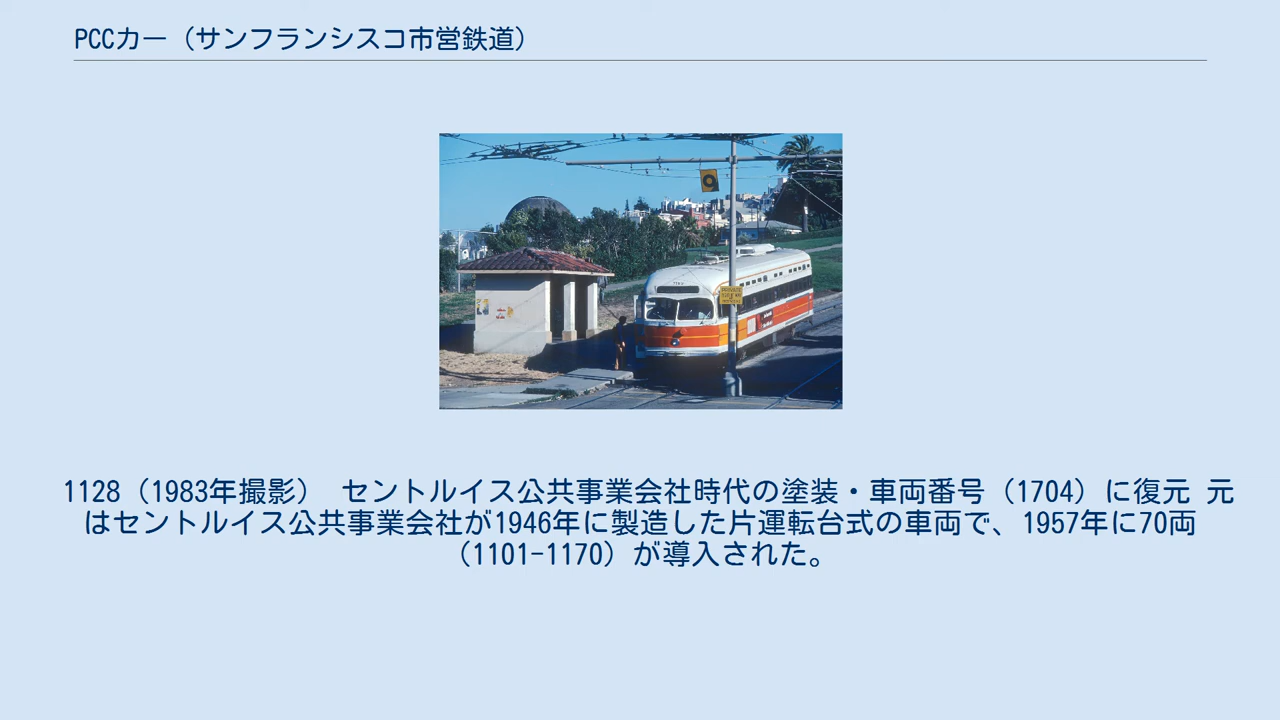 PCCカー（サンフランシスコ市営鉄道）
1128（1983年撮影） セントルイス公共事業会社時代の塗装・車両番号（1704）に復元 元
はセントルイス公共事業会社が1946年に製造した片運転台式の車両で、1957年に70両
（1101-1170）が導入された。